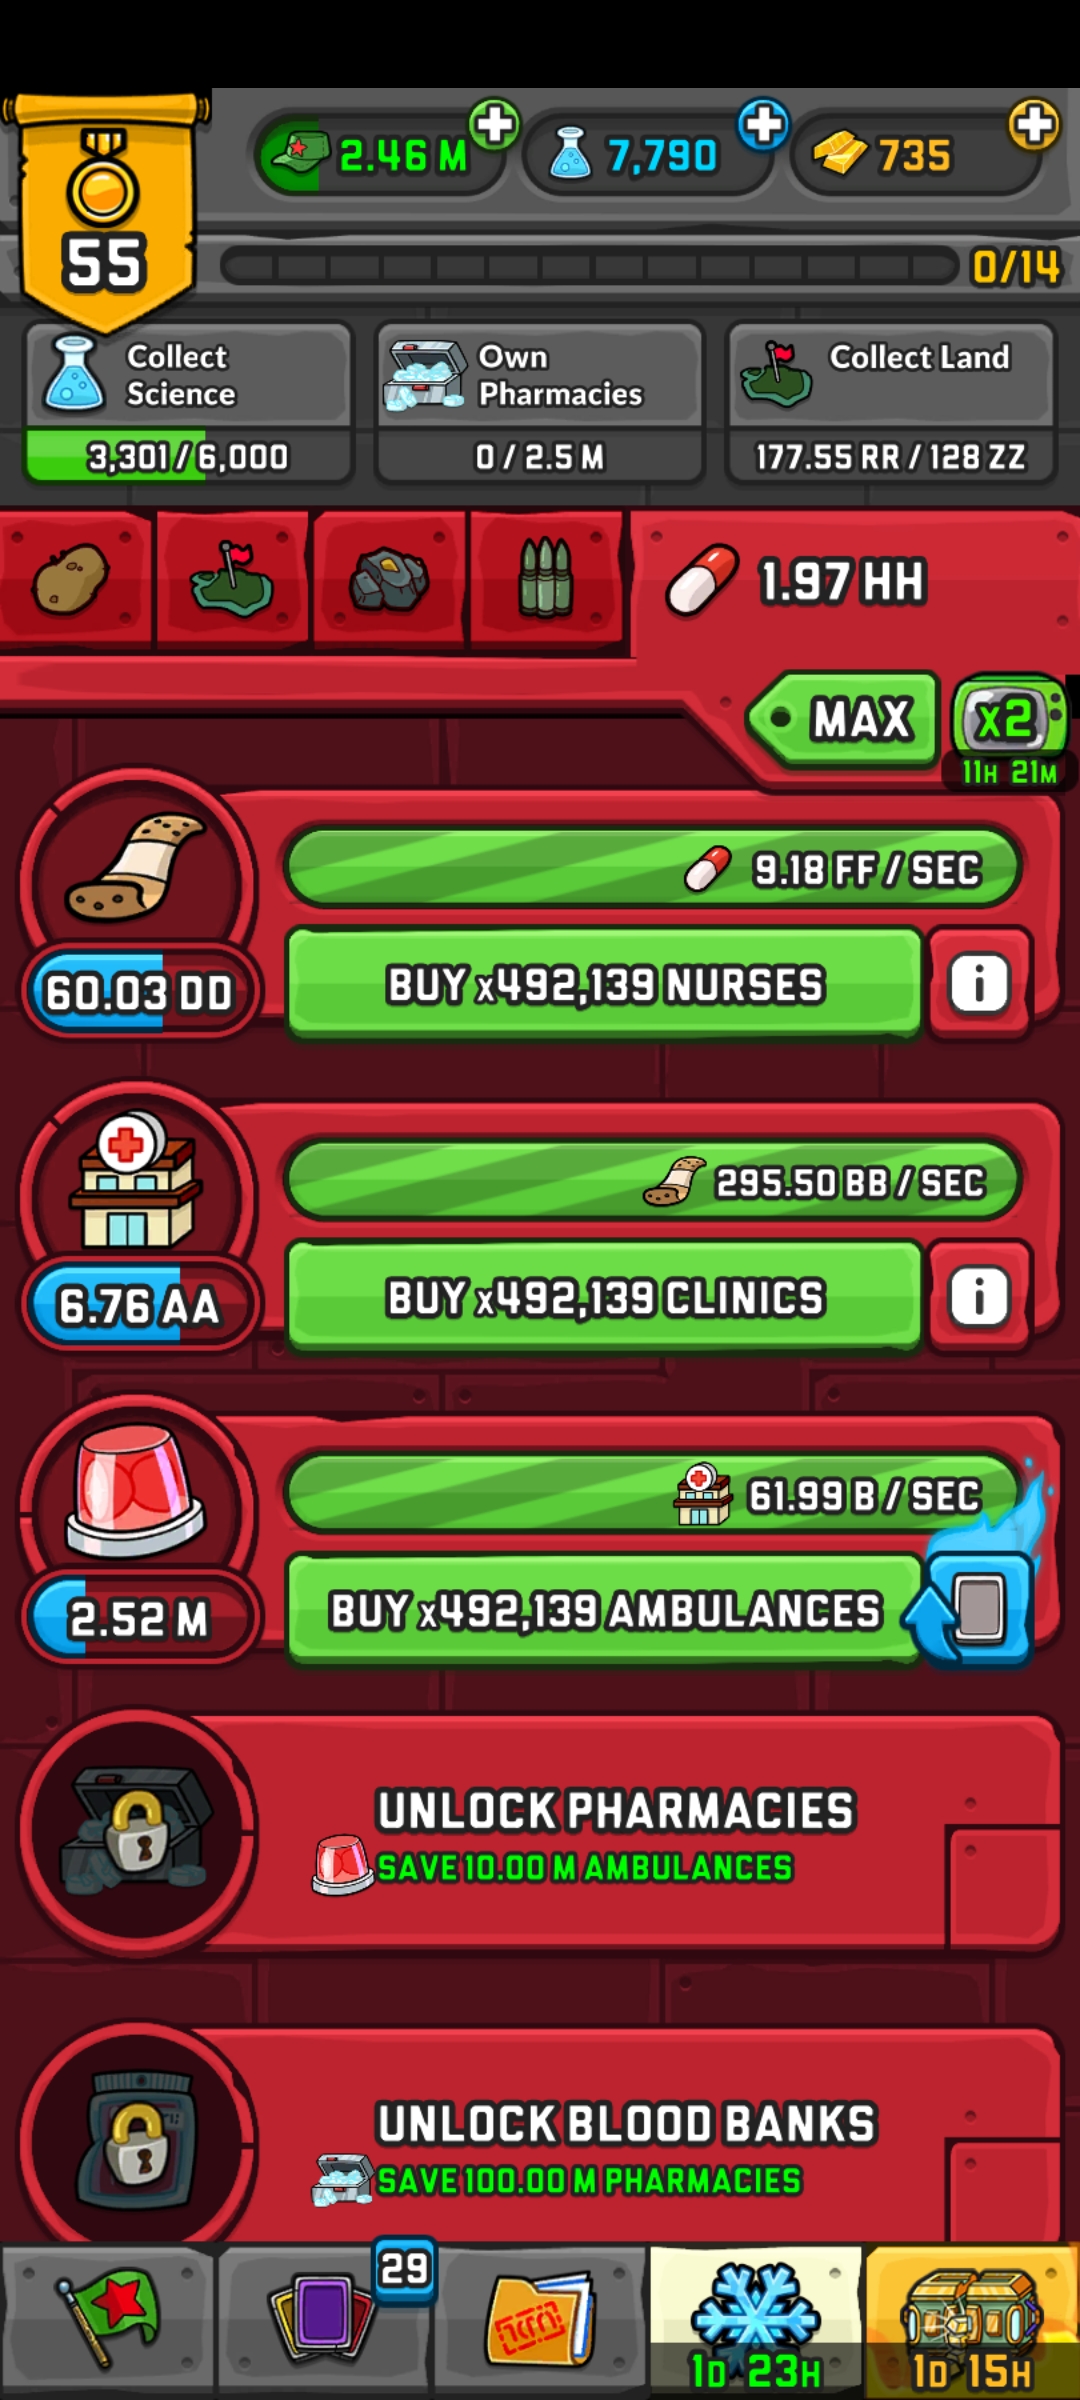 2.46 M
7,790
735
55
0/14
Collect
Science
3,301 / 6,000
Own
Pharmacies
0 / 2.5 M
Collect Land
177.55 RR / 128 ZZ
1.97 HH
MAX
x2
11H 21M
9.18 FF / SEC
60.03 DD
BUY x492,139 NURSES
i
295.50 BB / SEC
6.76 AA
BUY x492,139 CLINICS
i
61.99 B / SEC
2.52 M
BUY x492,139 AMBULANCES
UNLOCK PHARMACIES
SAVE 10.00 M AMBULANCES
UNLOCK BLOOD BANKS
SAVE 100.00 M PHARMACIES
29
1D 23H
1D 15H